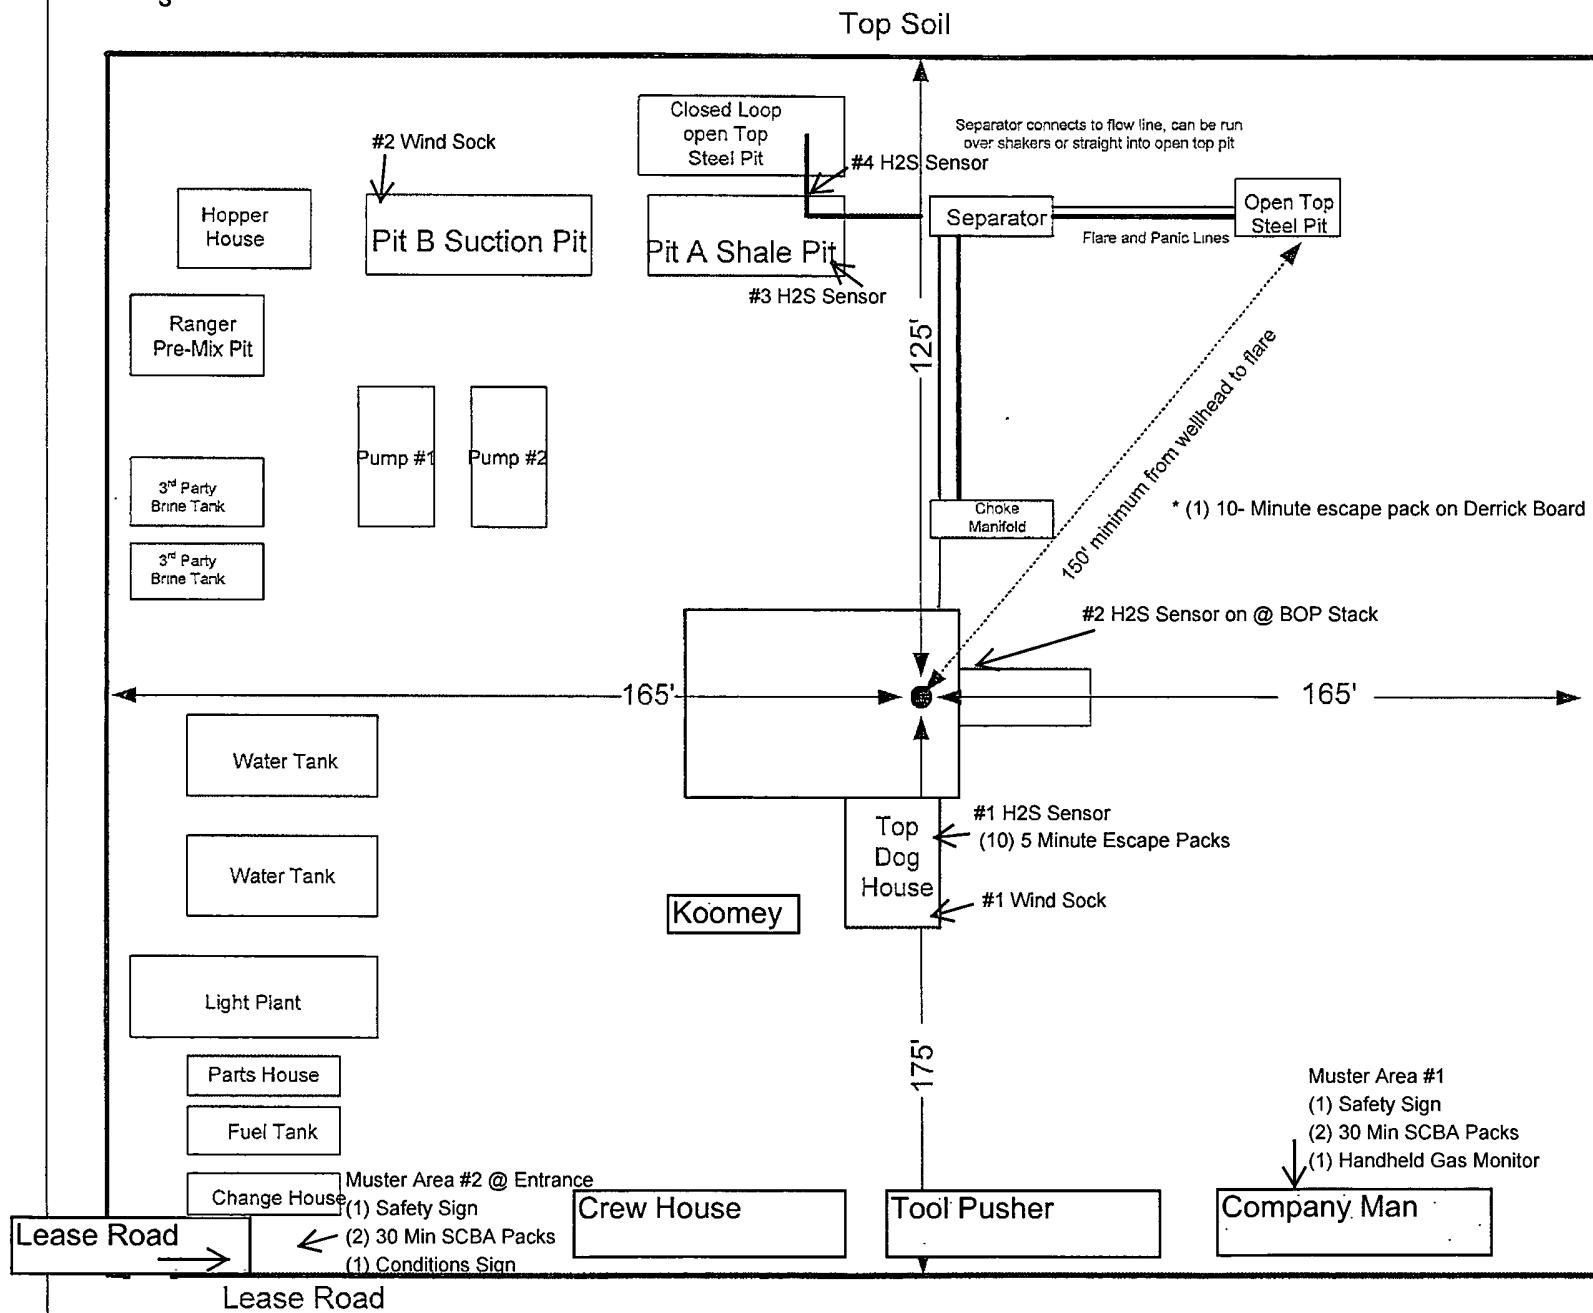 s
Top Soil
Closed Loop
open Top
Steel Pit
Separator connects to flow line, can be run
over shakers or straight into open top pit
#2 Wind Sock
#4 H2S Sensor
Hopper
House
Pit B Suction Pit
Pit A Shale Pit
Separator
Open Top
Steel Pit
Flare and Panic Lines
#3 H2S Sensor
Ranger
Pre-Mix Pit
125'
150' minimum from wellhead to flare
Pump #1
Pump #2
3rd Party
Brine Tank
Choke
Manifold
* (1) 10- Minute escape pack on Derrick Board
3rd Party
Brine Tank
#2 H2S Sensor on @ BOP Stack
165'
165'
Water Tank
#1 H2S Sensor
(10) 5 Minute Escape Packs
Top
Dog
House
Water Tank
#1 Wind Sock
Koomey
Light Plant
175'
Parts House
Muster Area #1
(1) Safety Sign
(2) 30 Min SCBA Packs
(1) Handheld Gas Monitor
Fuel Tank
Change House
Muster Area #2 @ Entrance
(1) Safety Sign
(2) 30 Min SCBA Packs
(1) Conditions Sign
Crew House
Tool Pusher
Company Man
Lease Road
Lease Road